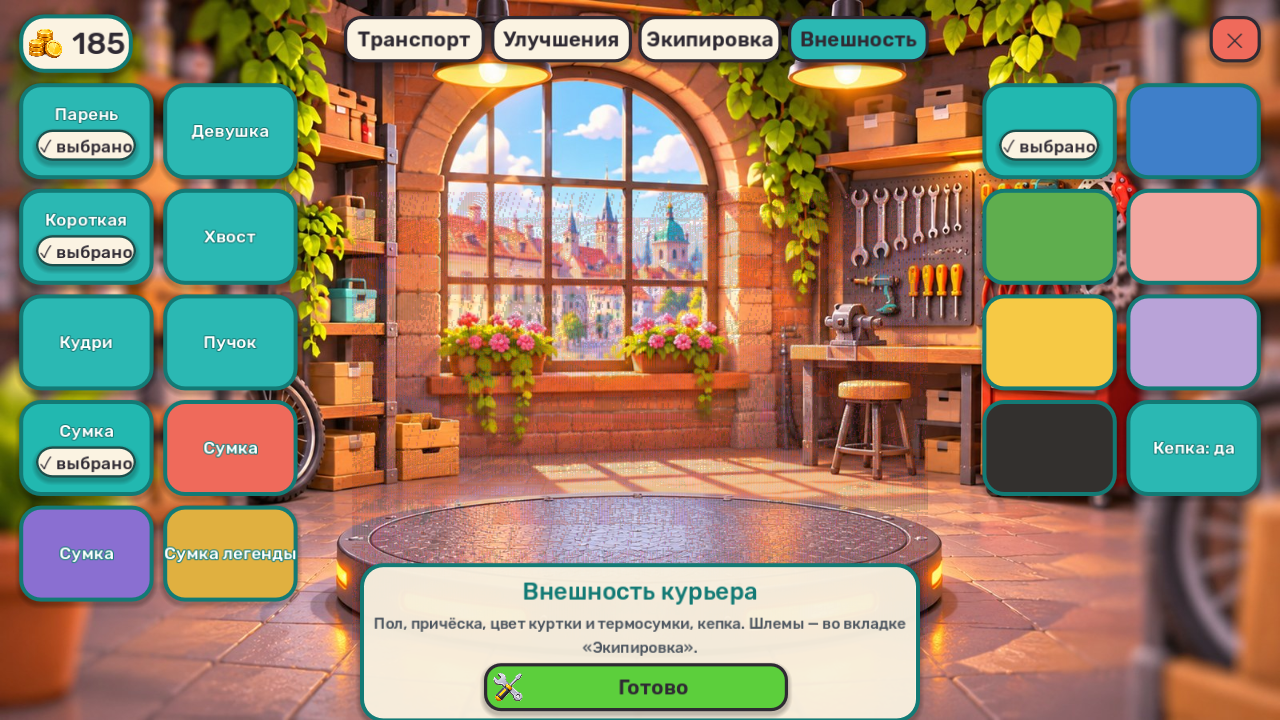 185
Транспорт
Улучшения
Экипировка
Внешность
Парень
✓ выбрано
Девушка
✓ выбрано
Короткая
✓ выбрано
Хвост
Кудри
Пучок
Сумка
✓ выбрано
Сумка
Кепка: да
Сумка
Сумка легенды
Внешность курьера
Пол, причёска, цвет куртки и термосумки, кепка. Шлемы — во вкладке
«Экипировка».
Готово